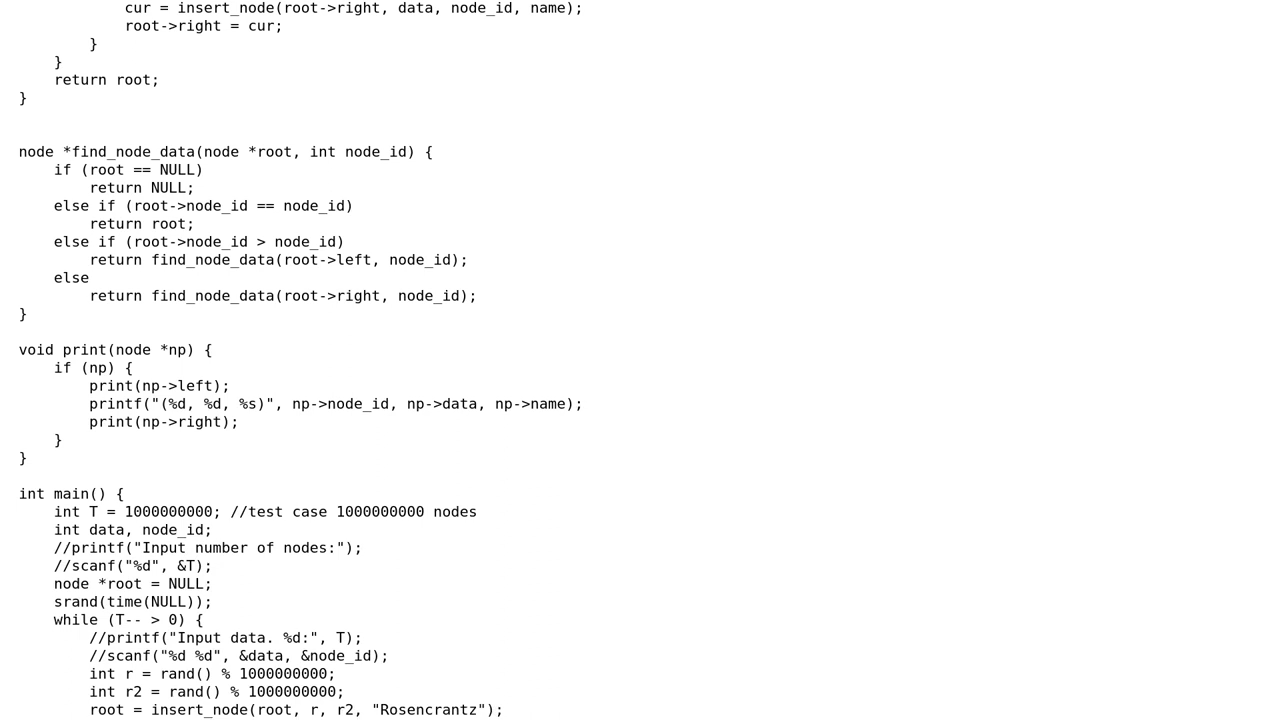 cur = insert_node(root->right, data, node_id, name);
            root->right = cur;
        }
    }
    return root;
}
node *find_node_data(node *root, int node_id) {
    if (root == NULL)
        return NULL;
    else if (root->node_id == node_id)
        return root;
    else if (root->node_id > node_id)
        return find_node_data(root->left, node_id);
    else
        return find_node_data(root->right, node_id);
}
void print(node *np) {
    if (np) {
        print(np->left);
        printf("(%d, %d, %s)", np->node_id, np->data, np->name);
        print(np->right);
    }
}
int main() {
    int T = 1000000000; //test case 1000000000 nodes
    int data, node_id;
    //printf("Input number of nodes:");
    //scanf("%d", &T);
    node *root = NULL;
    srand(time(NULL));
    while (T-- > 0) {
        //printf("Input data. %d:", T);
        //scanf("%d %d", &data, &node_id);
        int r = rand() % 1000000000;
        int r2 = rand() % 1000000000;
        root = insert_node(root, r, r2, "Rosencrantz");